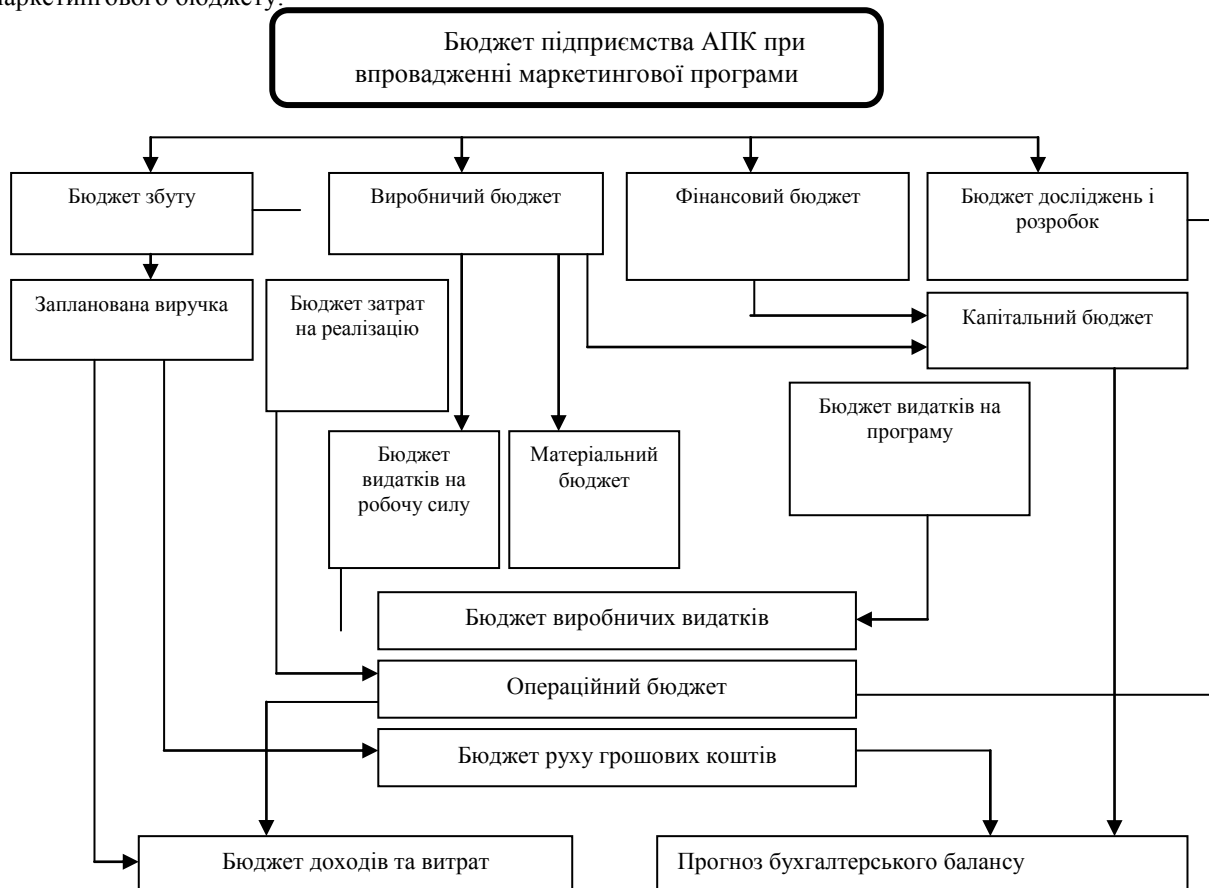 маркетингового бюджету.
Бюджет підприємства АПК при
впровадженні маркетингової програми
Бюджет збуту
Виробничий бюджет
Фінансовий бюджет
Бюджет досліджень і
розробок
Запланована виручка
Бюджет затрат
на реалізацію
Капітальний бюджет
Бюджет видатків на
програму
Бюджет
видатків на
робочу силу
Матеріальний
бюджет
Бюджет виробничих видатків
Операційний бюджет
Бюджет руху грошових коштів
Бюджет доходів та витрат
Прогноз бухгалтерського балансу